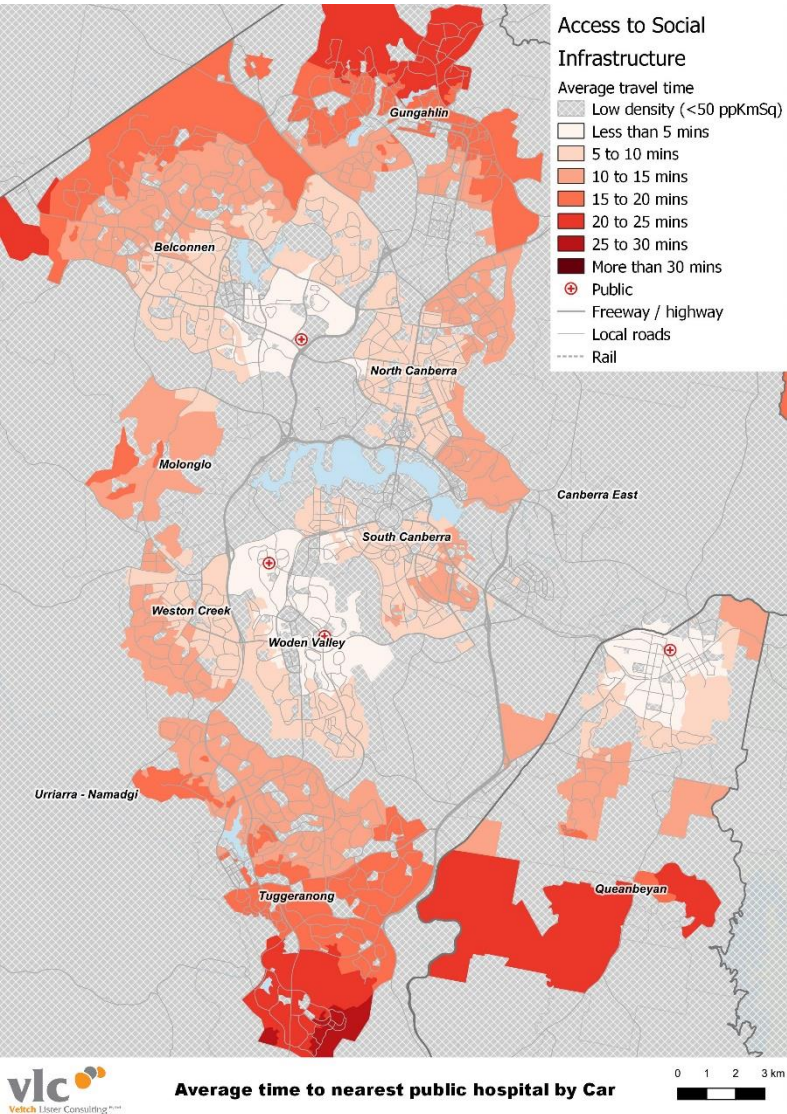 Access to Social
Infrastructure
Average travel time
Low density (<50 ppKmSq)
Less than 5 mins
5 to 10 mins
10 to 15 mins
15 to 20 mins
20 to 25 mins
25 to 30 mins
More than 30 mins
Public
Freeway / highway
Local roads
Rail
Gungahlin
Belconnen
North Canberra
Molonglo
Canberra East
South Canberra
Weston Creek
Woden Valley
Urriarra - Namadgi
Queanbeyan
Tuggeranong
vlc
Veitch Lister Consulting
Average time to nearest public hospital by Car
0 1 2 3 km